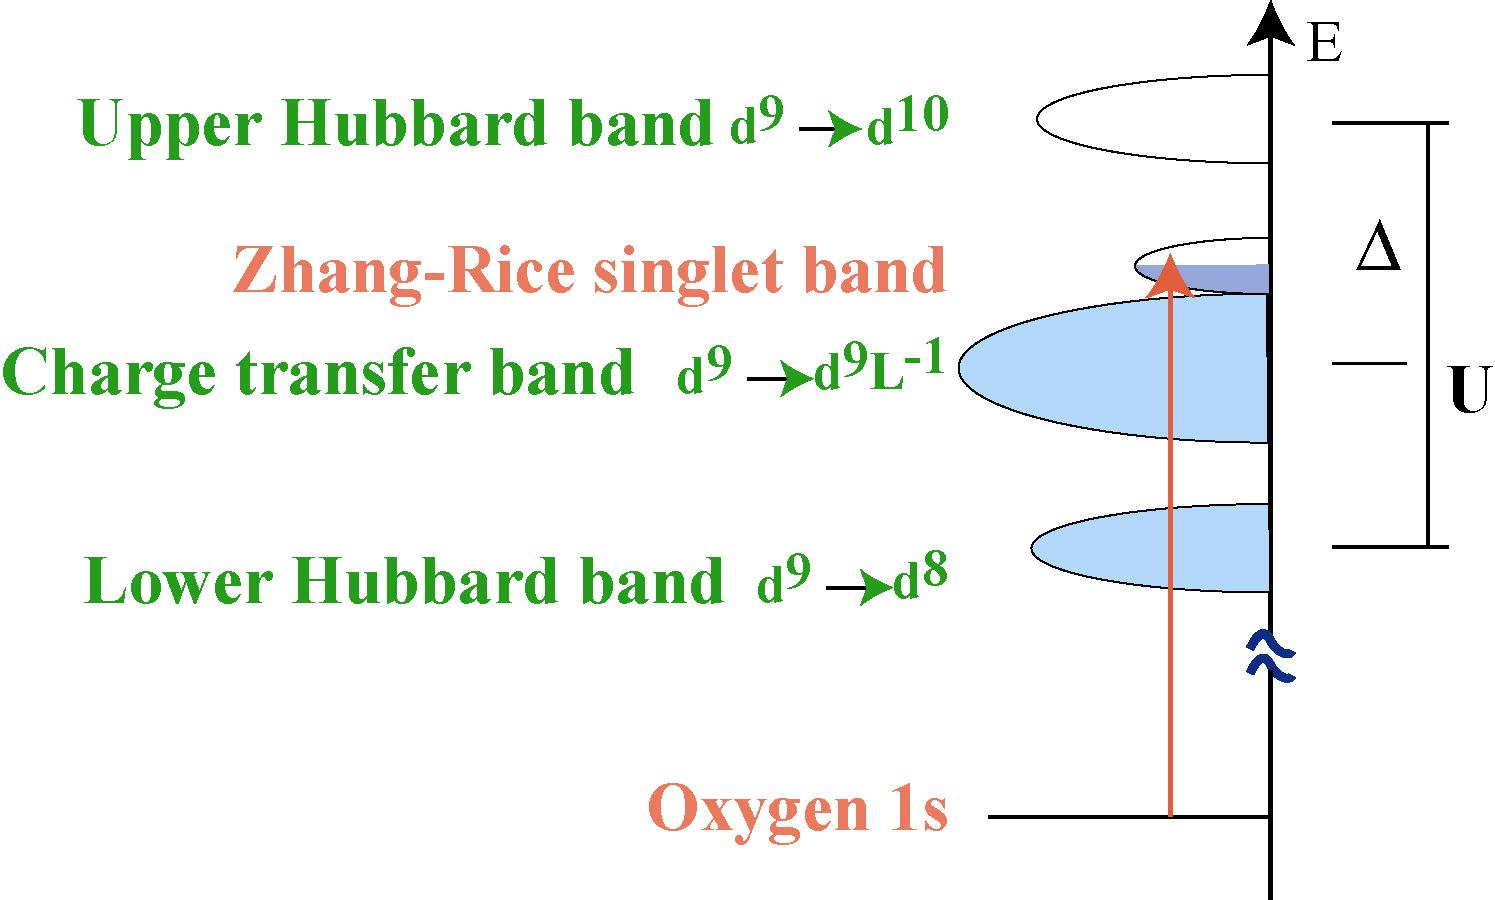 E
Upper Hubbard band d⁹ → d¹⁰
Δ
Zhang-Rice singlet band
Charge transfer band d⁹ → d⁹L⁻¹
U
Lower Hubbard band d⁹ → d⁸
Oxygen 1s